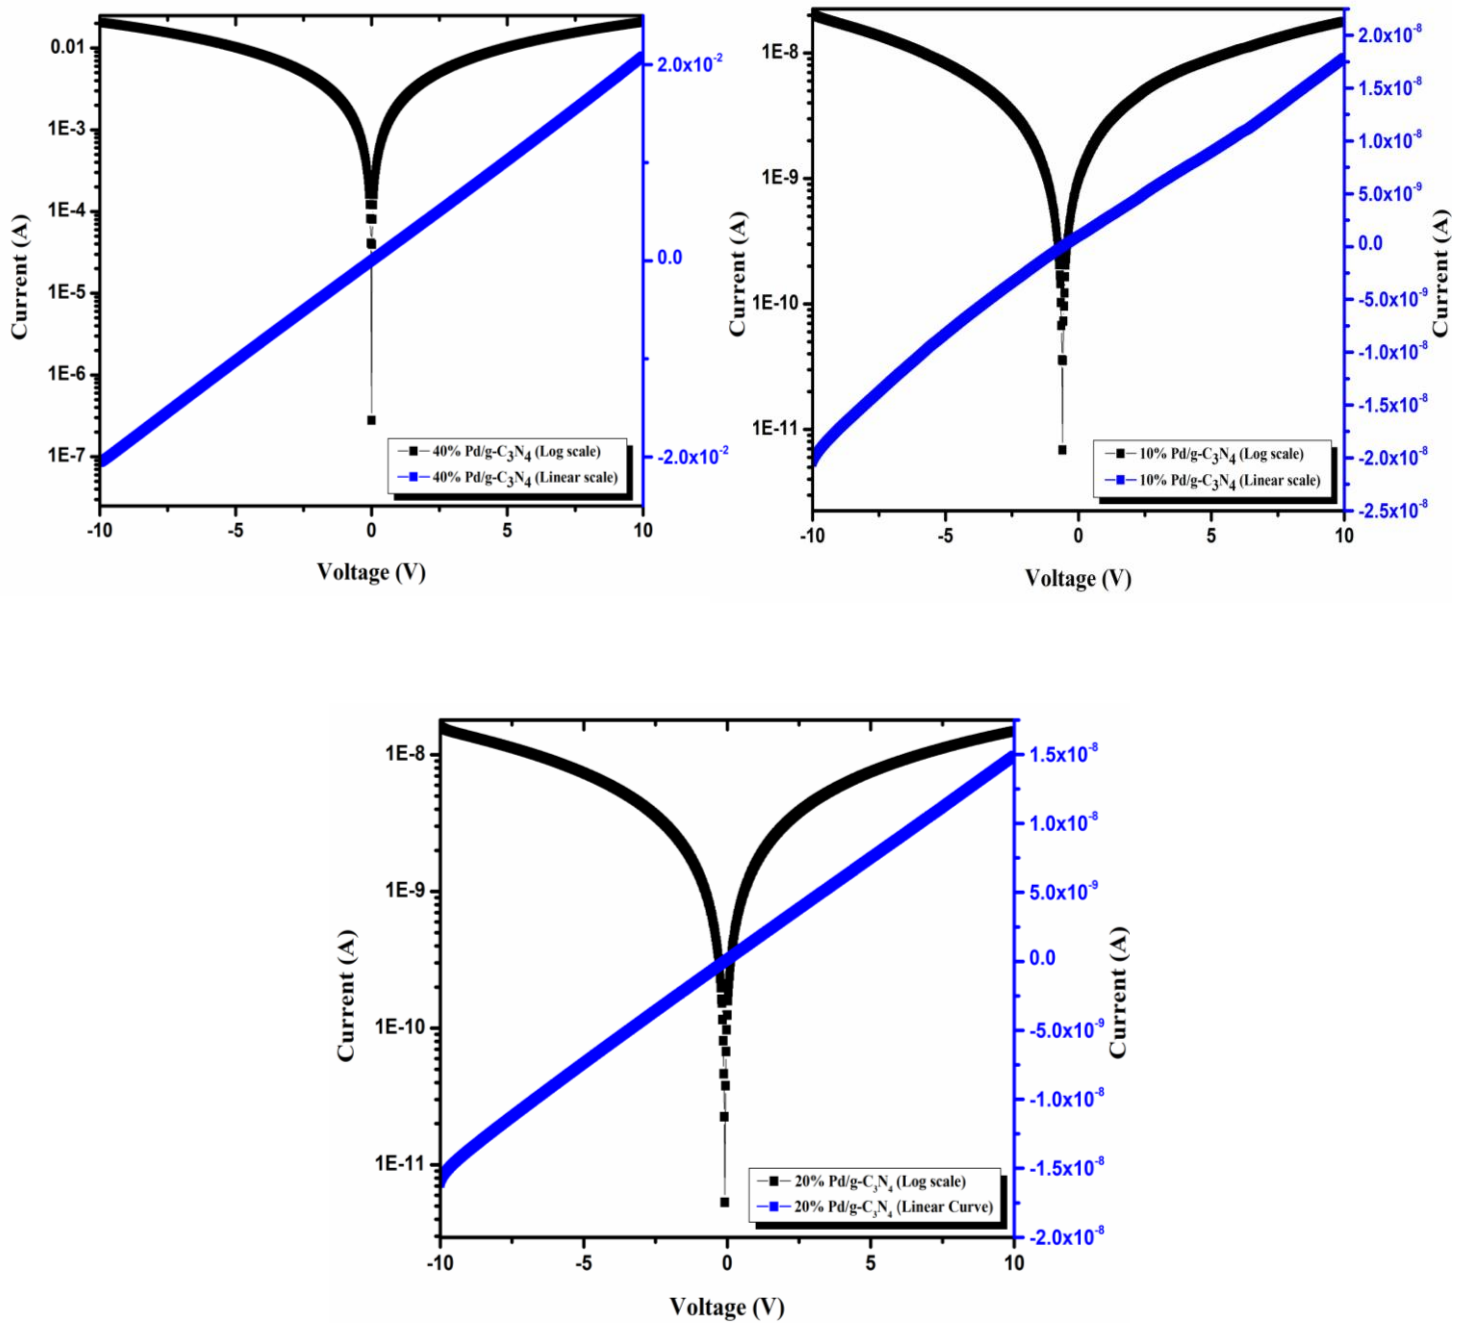 0.01
1E-3
1E-4
1E-5
1E-6
1E-7
Current (A)
2.0x10⁻²
0.0
-2.0x10⁻²
40% Pd/g-C₃N₄ (Log scale)
40% Pd/g-C₃N₄ (Linear scale)
-10 -5 0 5 10
Voltage (V)
1E-8
1E-9
1E-10
1E-11
Current (A)
2.0x10⁻⁸
1.5x10⁻⁸
1.0x10⁻⁸
5.0x10⁻⁹
0.0
-5.0x10⁻⁹
-1.0x10⁻⁸
-1.5x10⁻⁸
-2.0x10⁻⁸
-2.5x10⁻⁸
Current (A)
10% Pd/g-C₃N₄ (Log scale)
10% Pd/g-C₃N₄ (Linear scale)
-10 -5 0 5 10
Voltage (V)
1E-8
1E-9
1E-10
1E-11
Current (A)
1.5x10⁻⁸
1.0x10⁻⁸
5.0x10⁻⁹
0.0
-5.0x10⁻⁹
-1.0x10⁻⁸
-1.5x10⁻⁸
-2.0x10⁻⁸
Current (A)
20% Pd/g-C₃N₄ (Log scale)
20% Pd/g-C₃N₄ (Linear Curve)
-10 -5 0 5 10
Voltage (V)